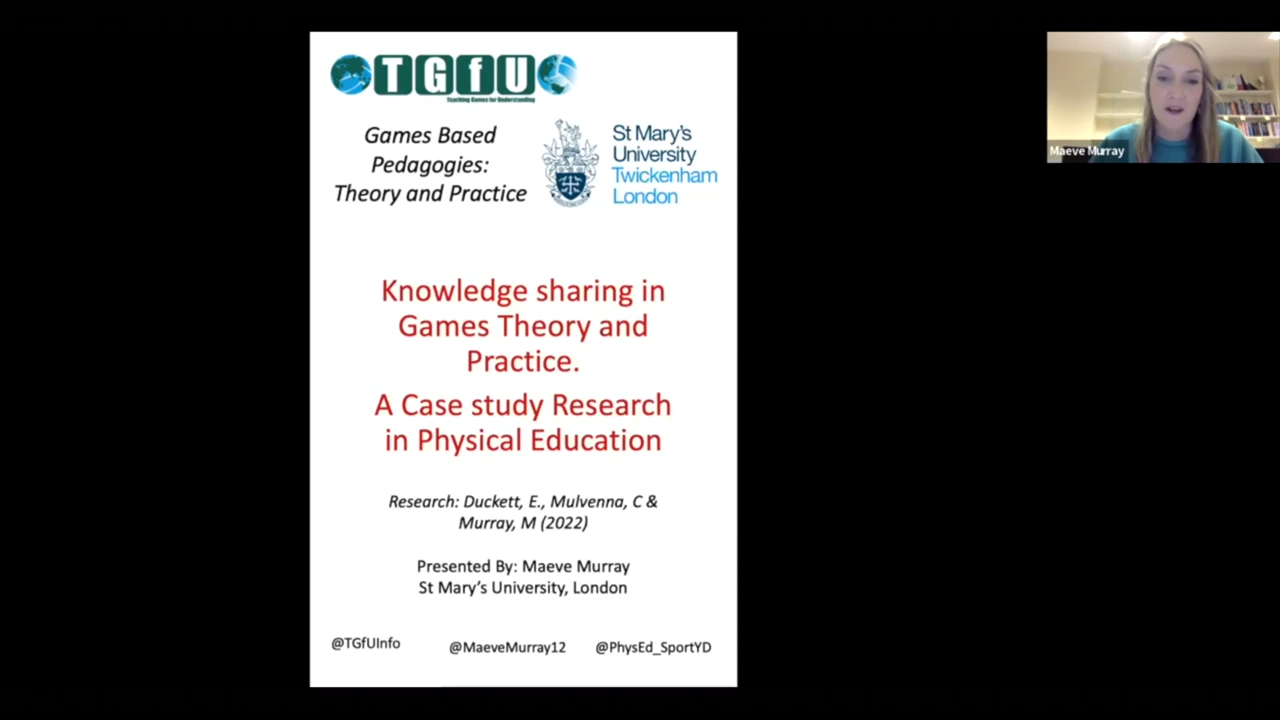 TGfU
Teaching Games for Understanding
Games Based
Pedagogies:
Theory and Practice
St Mary's
University
Twickenham
London
Knowledge sharing in
Games Theory and
Practice.
A Case study Research
in Physical Education
Research: Duckett, E., Mulvenna, C &
Murray, M (2022)
Presented By: Maeve Murray
St Mary's University, London
@TGfUInfo
@MaeveMurray12
@PhysEd_SportYD
Maeve Murray